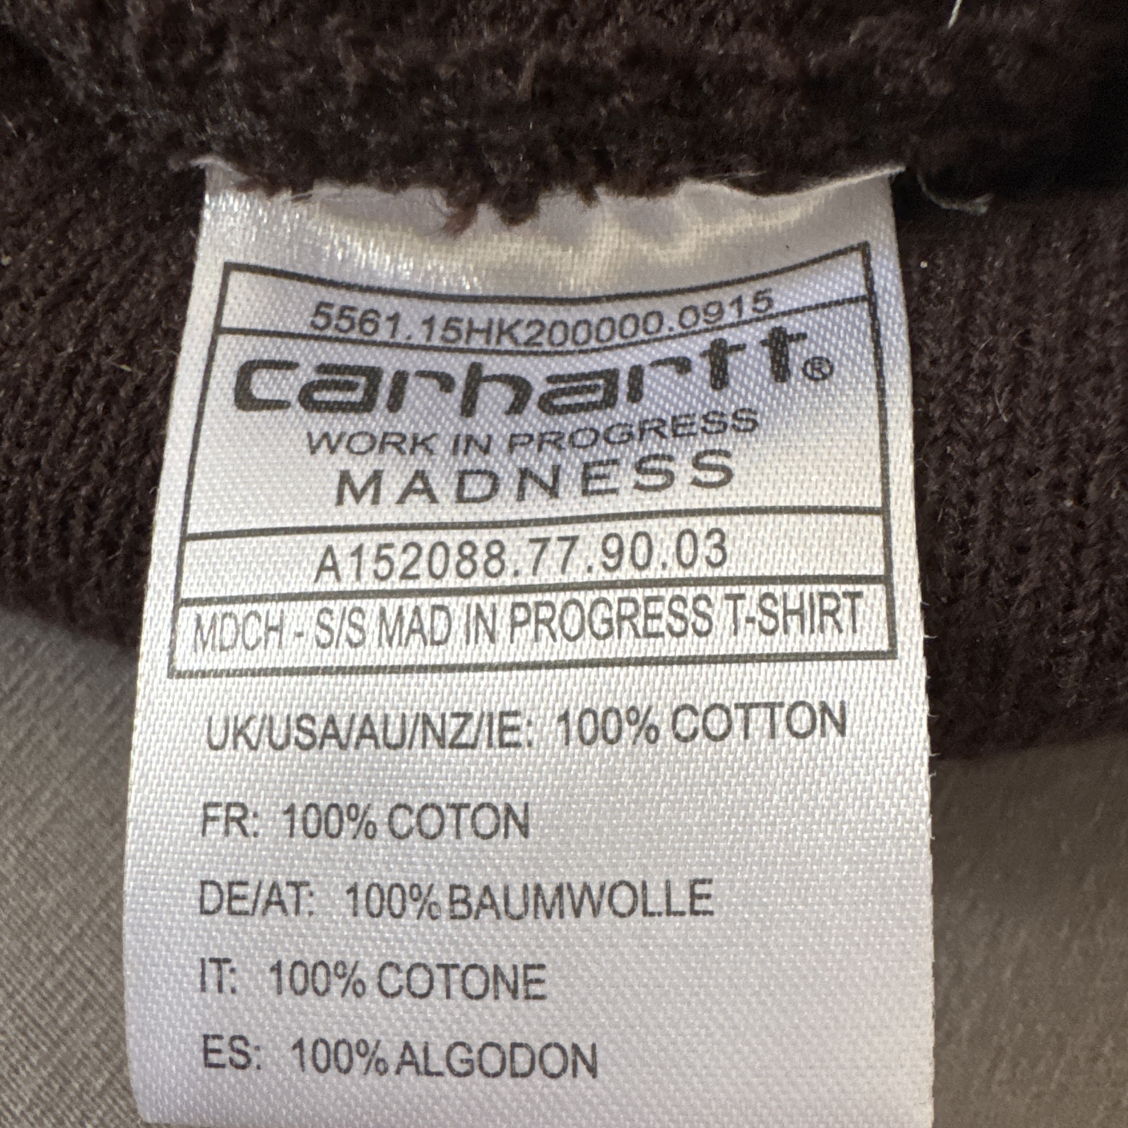 5561.15HK200000.0915
carhartt®
WORK IN PROGRESS
MADNESS
A152088.77.90.03
MDCH - S/S MAD IN PROGRESS T-SHIRT
UK/USA/AU/NZ/IE: 100% COTTON
FR: 100% COTON
DE/AT: 100% BAUMWOLLE
IT: 100% COTONE
ES: 100% ALGODON